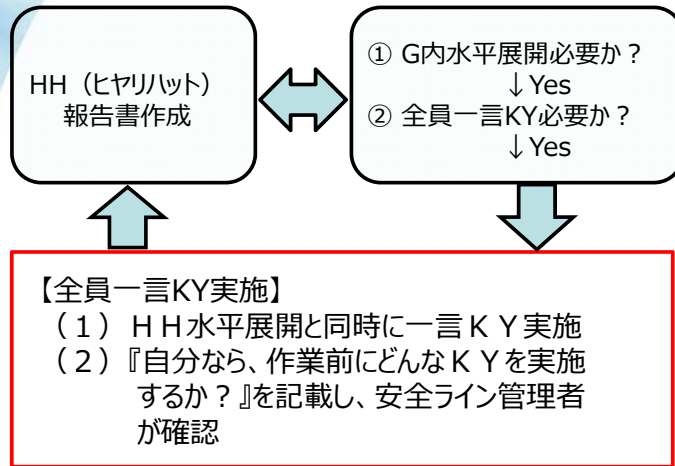 HH（ヒヤリハット）
報告書作成
① G内水平展開必要か？
↓Yes
② 全員一言KY必要か？
↓Yes
【全員一言KY実施】
（１）ＨＨ水平展開と同時に一言ＫＹ実施
（２）『自分なら、作業前にどんなＫＹを実施
するか？』を記載し、安全ライン管理者
が確認